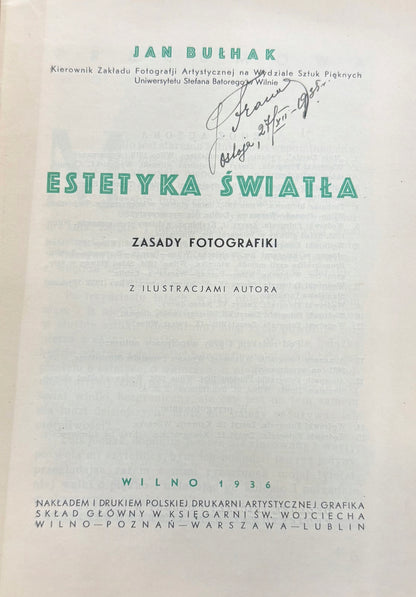 JAN BUŁHAK
Kierownik Zakładu Fotografji Artystycznej na Wydziale Sztuk Pięknych
Uniwersytetu Stefana Batorego w Wilnie
ESTETYKA ŚWIATŁA
ZASADY FOTOGRAFIKI
Z ILUSTRACJAMI AUTORA
WILNO 1936
NAKŁADEM I DRUKIEM POLSKIEJ DRUKARNI ARTYSTYCZNEJ GRAFIKA
SKŁAD GŁÓWNY W KSIĘGARNI ŚW. WOJCIECHA
WILNO—POZNAŃ—WARSZAWA—LUBLIN